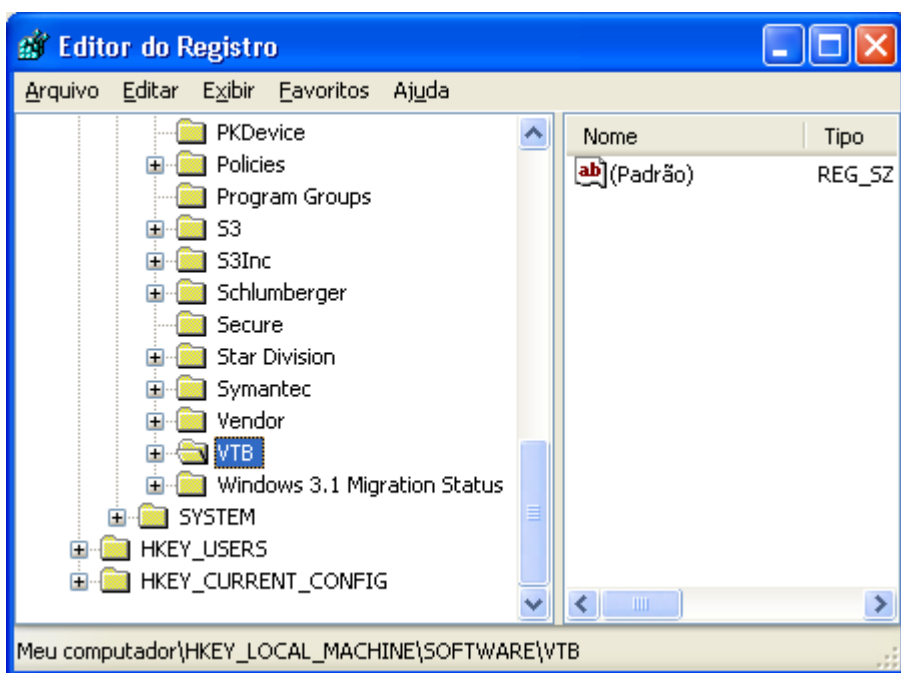 Editor do Registro
Arquivo Editar Exibir Favoritos Ajuda
PKDevice
Policies
Program Groups
S3
S3Inc
Schlumberger
Secure
Star Division
Symantec
Vendor
VTB
Windows 3.1 Migration Status
SYSTEM
HKEY_USERS
HKEY_CURRENT_CONFIG
Nome Tipo
ab (Padrão) REG_SZ
Meu computador\HKEY_LOCAL_MACHINE\SOFTWARE\VTB